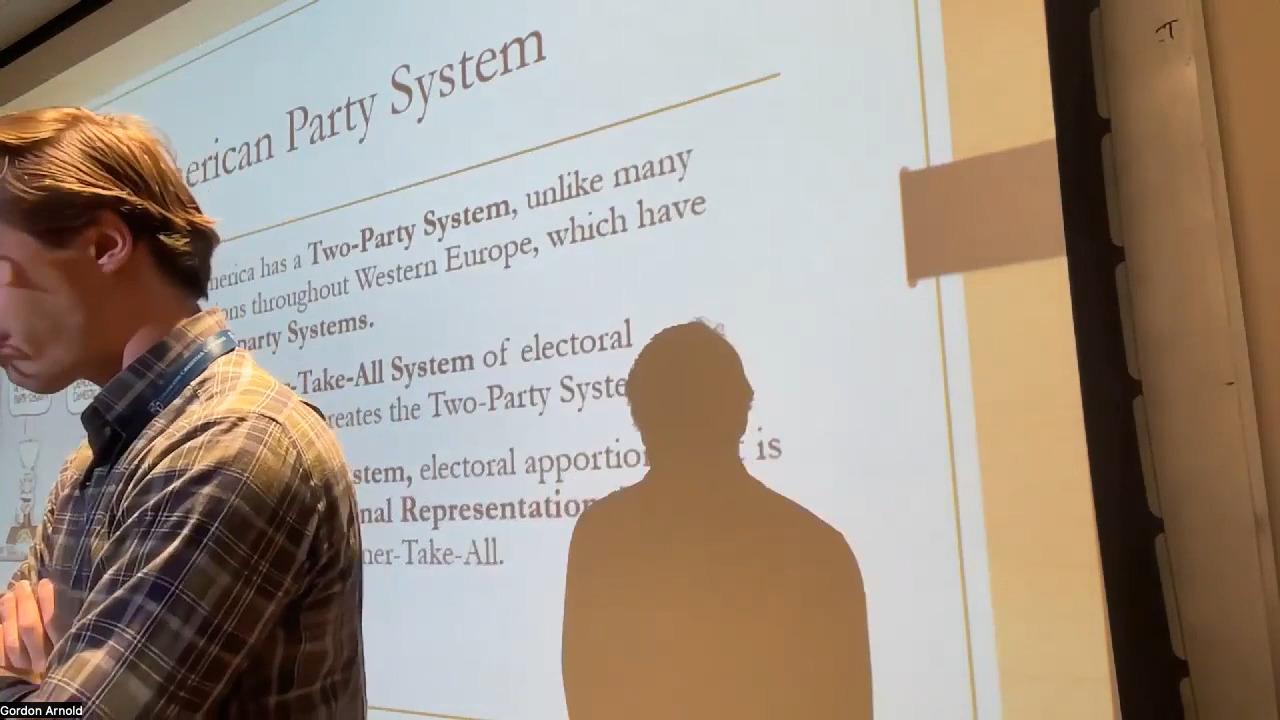 erican Party System
erica has a Two-Party System, unlike many
ons throughout Western Europe, which have
party Systems.
-Take-All System of electoral
reates the Two-Party Syste
stem, electoral apportio is
nal Representation
ner-Take-All.
Gordon Arnold